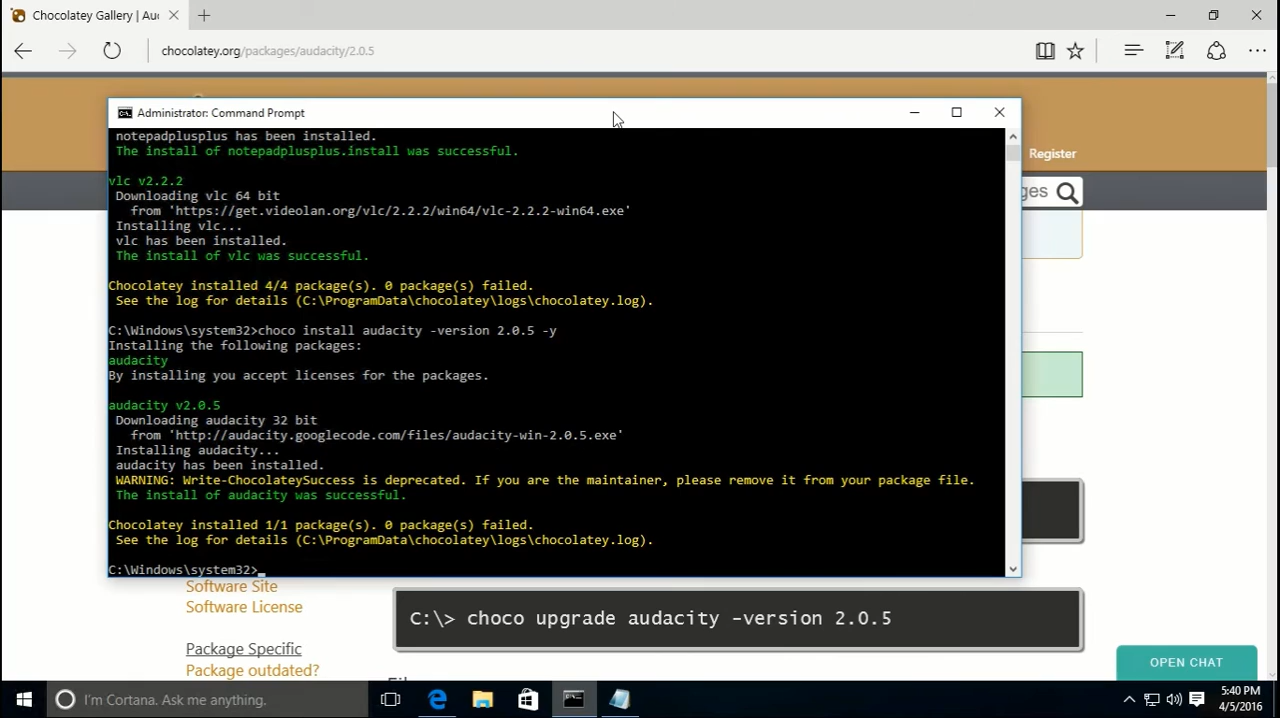 Chocolatey Gallery | Auc
chocolatey.org/packages/audacity/2.0.5
Administrator: Command Prompt
notepadplusplus has been installed.
The install of notepadplusplus.install was successful.
vlc v2.2.2
Downloading vlc 64 bit
from 'https://get.videolan.org/vlc/2.2.2/win64/vlc-2.2.2-win64.exe'
Installing vlc...
vlc has been installed.
The install of vlc was successful.
Chocolatey installed 4/4 package(s). 0 package(s) failed.
See the log for details (C:\ProgramData\chocolatey\logs\chocolatey.log).
C:\Windows\system32>choco install audacity -version 2.0.5 -y
Installing the following packages:
audacity
By installing you accept licenses for the packages.
audacity v2.0.5
Downloading audacity 32 bit
from 'http://audacity.googlecode.com/files/audacity-win-2.0.5.exe'
Installing audacity...
audacity has been installed.
WARNING: Write-ChocolateySuccess is deprecated. If you are the maintainer, please remove it from your package file.
The install of audacity was successful.
Chocolatey installed 1/1 package(s). 0 package(s) failed.
See the log for details (C:\ProgramData\chocolatey\logs\chocolatey.log).
C:\Windows\system32>_
Register
ges
Software Site
Software License
Package Specific
Package outdated?
C:\> choco upgrade audacity -version 2.0.5
OPEN CHAT
I'm Cortana. Ask me anything.
5:40 PM
4/5/2016